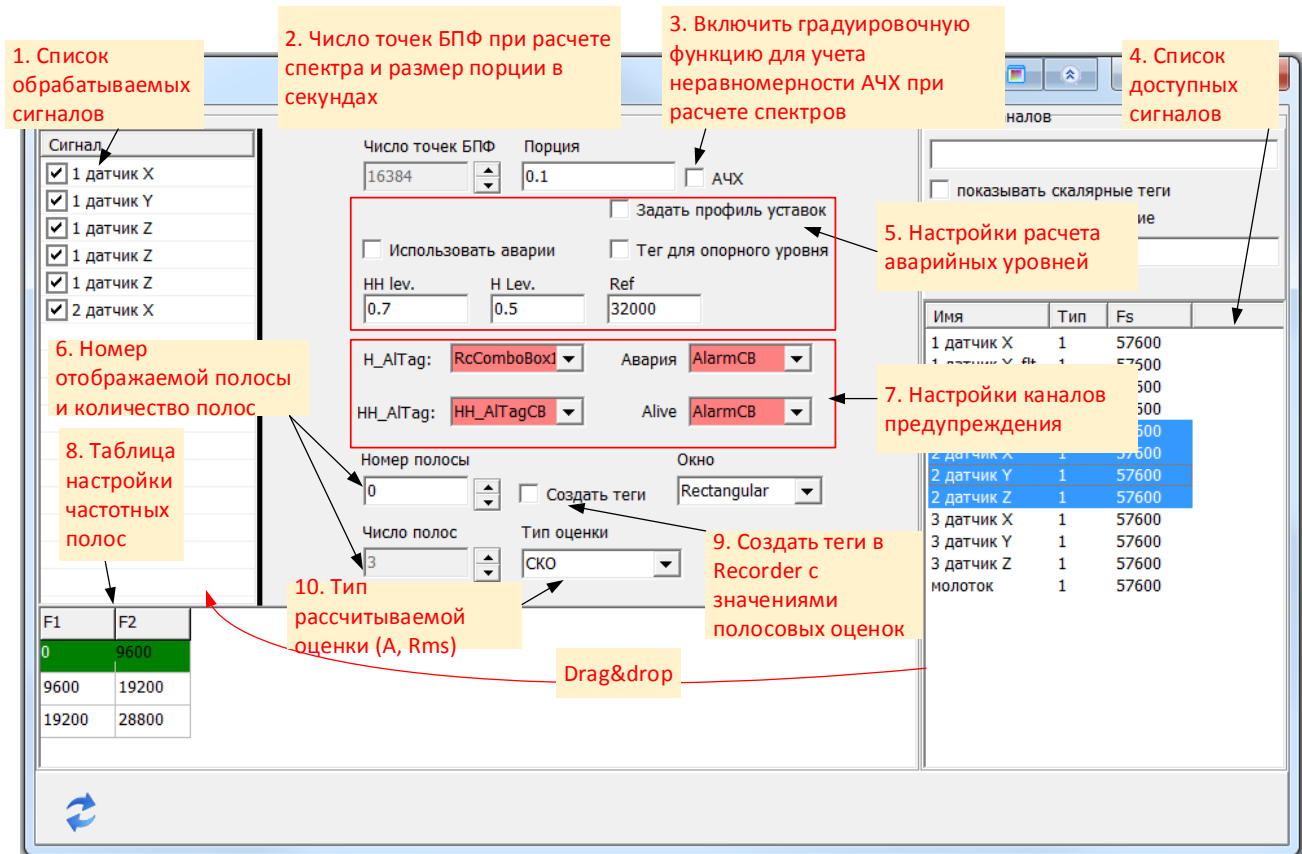 1. Список
обрабатываемых
сигналов
2. Число точек БПФ при расчете
спектра и размер порции в
секундах
3. Включить градуировочную
функцию для учета
неравномерности АЧХ при
расчете спектров
4. Список
доступных
сигналов
Сигнал
1 датчик X
1 датчик Y
1 датчик Z
1 датчик Z
1 датчик Z
2 датчик X
Число точек БПФ Порция
16384 0.1 АЧХ
Задать профиль уставок
Использовать аварии Тег для опорного уровня
HH lev. H Lev. Ref
0.7 0.5 32000
5. Настройки расчета
аварийных уровней
H_AlTag: RcComboBox1 Авария AlarmCB
HH_AlTag: HH_AlTagCB Alive AlarmCB
6. Номер
отображаемой полосы
и количество полос
7. Настройки каналов
предупреждения
8. Таблица
настройки
частотных
полос
Номер полосы Окно
0 Создать теги Rectangular
Число полос Тип оценки
3 СКО
9. Создать теги в
Recorder с
значениями
полосовых оценок
10. Тип
рассчитываемой
оценки (A, Rms)
Drag&drop
F1 F2
0 9600
9600 19200
19200 28800
показывать скалярные теги
Имя Тип Fs
1 датчик X 1 57600
2 датчик X 1 57600
2 датчик Y 1 57600
2 датчик Z 1 57600
3 датчик X 1 57600
3 датчик Y 1 57600
3 датчик Z 1 57600
молоток 1 57600